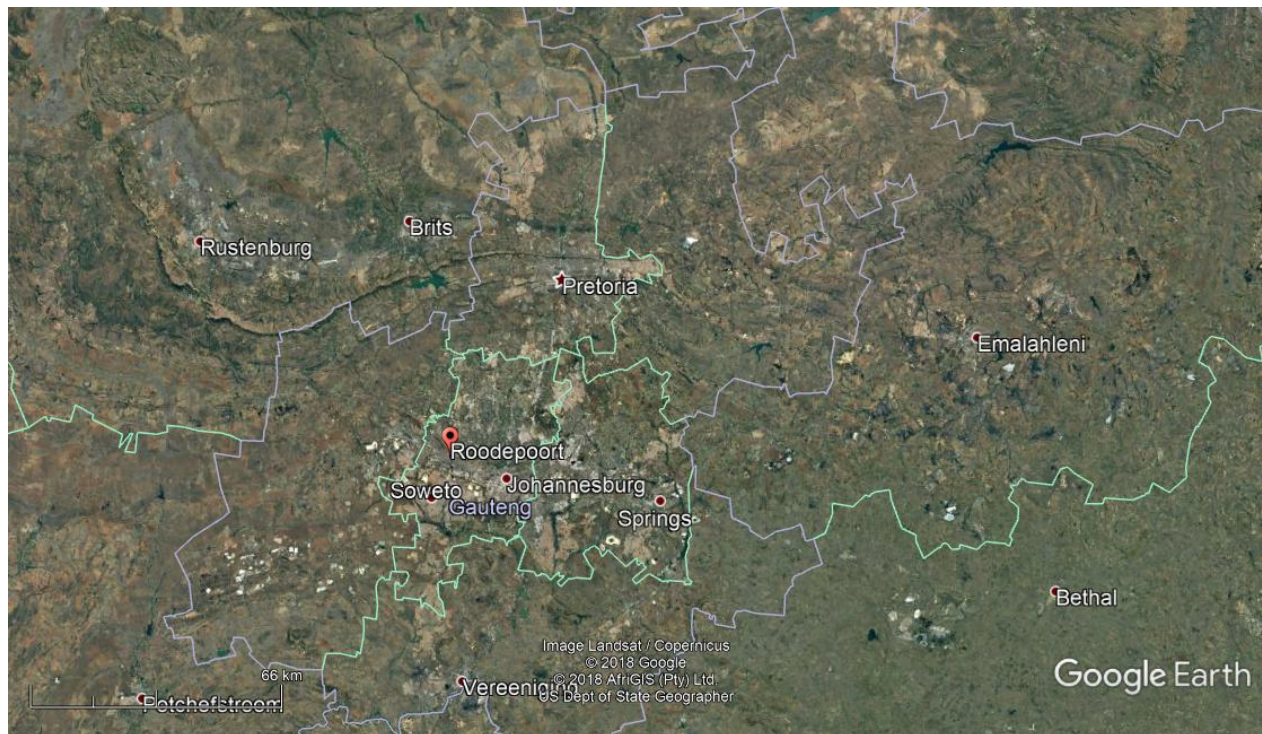 Brits
Rustenburg
Pretoria
Emalahleni
Roodepoort
Soweto
Johannesburg
Gauteng
Springs
Bethal
Image Landsat / Copernicus
© 2018 Google
© 2018 AfriGIS (Pty) Ltd.
US Dept of State Geographer
66 km
Vereeniging
Potchefstroom
Google Earth